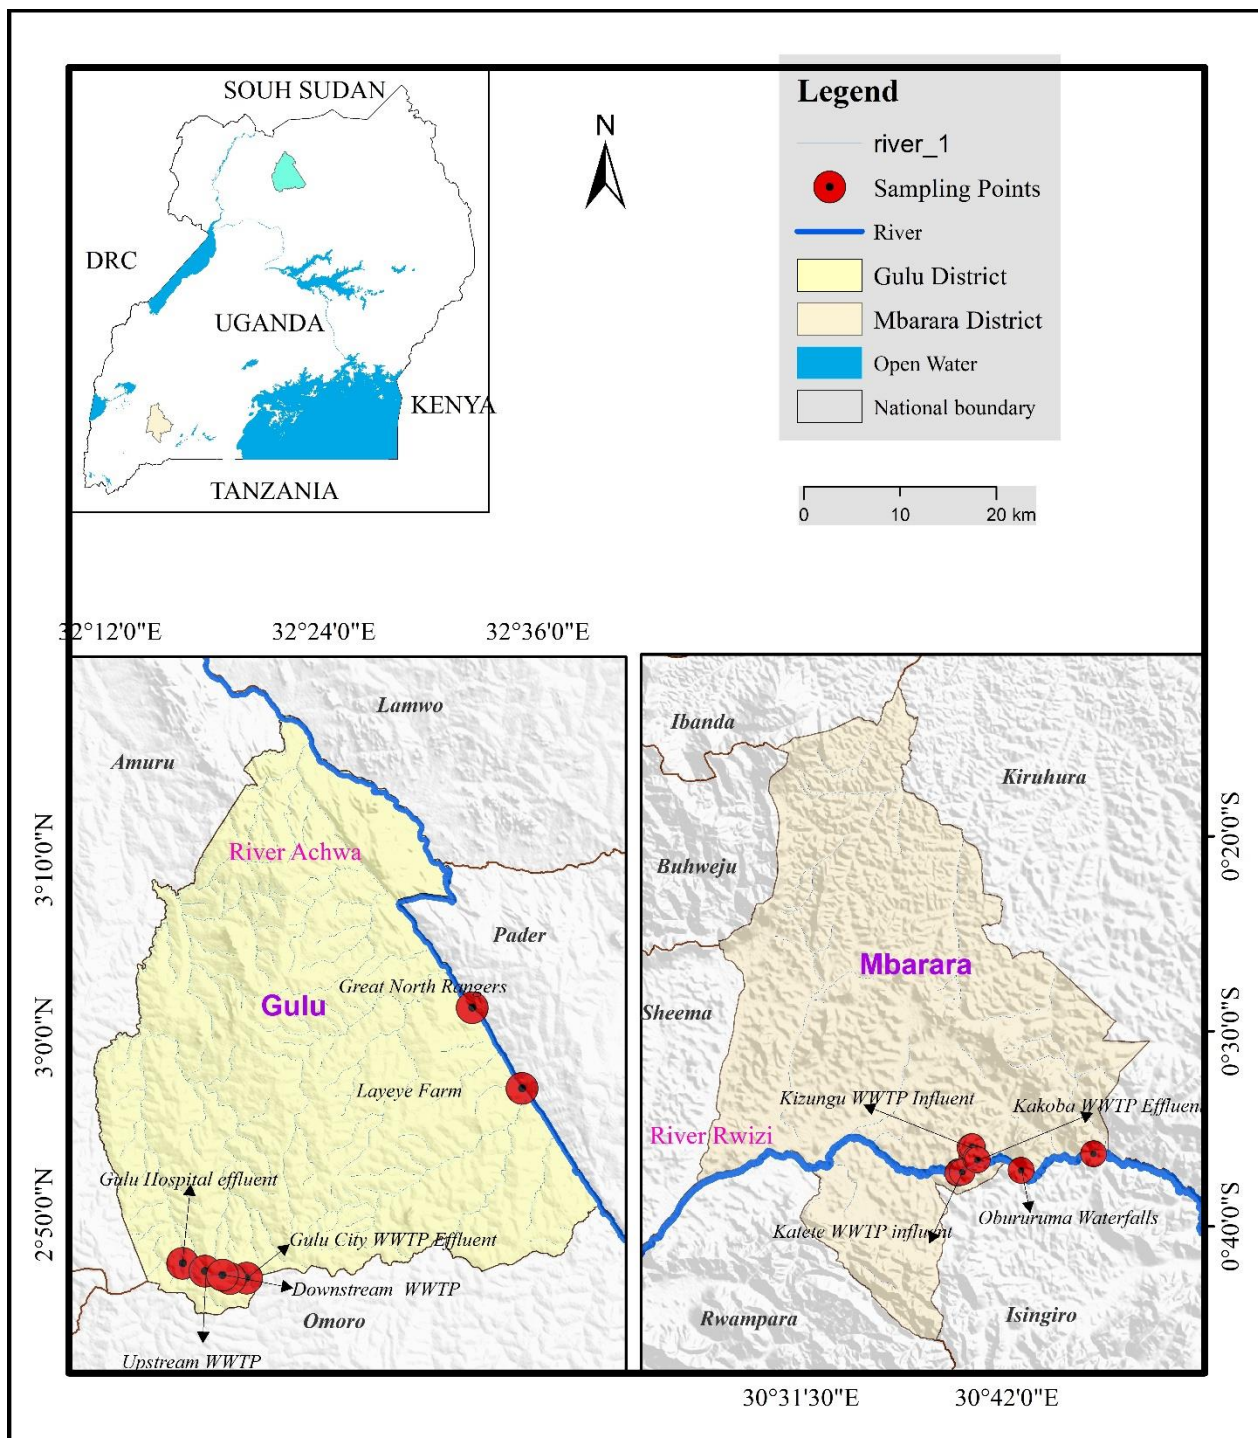 SOUH SUDAN
DRC
UGANDA
KENYA
TANZANIA
N
Legend
river_1
Sampling Points
River
Gulu District
Mbarara District
Open Water
National boundary
0 10 20 km
32°12'0"E 32°24'0"E 32°36'0"E
3°10'0"N
3°0'0"N
2°50'0"N
Lamwo
Amuru
River Achwa
Pader
Great North Rangers
Gulu
Layeye Farm
Gulu Hospital effluent
Gulu City WWTP Effluent
Downstream WWTP
Omoro
Upstream WWTP
Ibanda
Kiruhura
Buhweju
Mbarara
Sheema
Kizungu WWTP Influent
Kakoba WWTP Effluent
River Rwizi
Obururuma Waterfalls
Katete WWTP influent
Rwampara
Isingiro
0°20'0"S
0°30'0"S
0°40'0"S
30°31'30"E 30°42'0"E